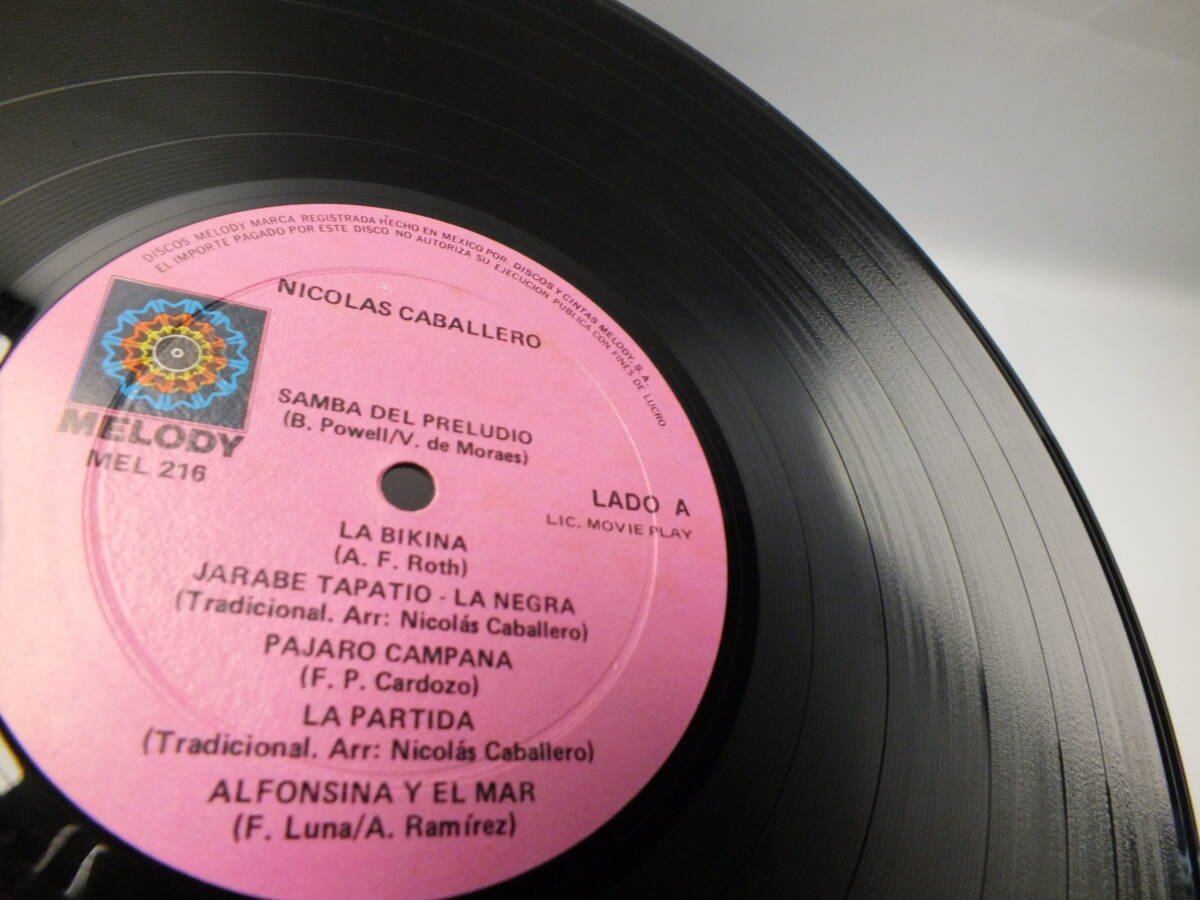 DISCOS MELODY MARCA REGISTRADA HECHO EN MEXICO POR: DISCOS Y CINTAS MELODY, S.A.
EL IMPORTE PAGADO POR ESTE DISCO NO AUTORIZA SU EJECUCION PUBLICA CON FINES DE LUCRO.
NICOLAS CABALLERO
MELODY
MEL 216
SAMBA DEL PRELUDIO
(B. Powell/V. de Moraes)
LADO A
LIC. MOVIE PLAY
LA BIKINA
(A. F. Roth)
JARABE TAPATIO - LA NEGRA
(Tradicional. Arr: Nicolás Caballero)
PAJARO CAMPANA
(F. P. Cardozo)
LA PARTIDA
(Tradicional. Arr: Nicolás Caballero)
ALFONSINA Y EL MAR
(F. Luna/A. Ramírez)